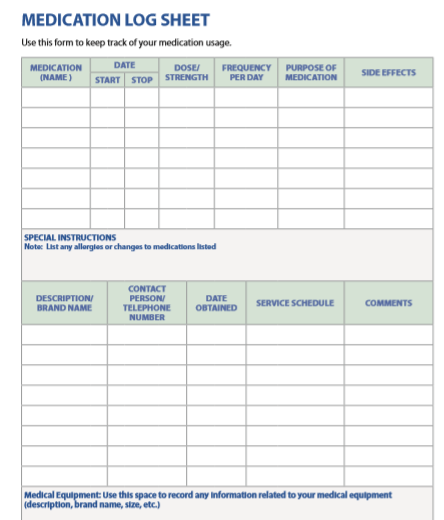 MEDICATION LOG SHEET
Use this form to keep track of your medication usage.
MEDICATION
(NAME )
DATE
START
STOP
DOSE/
STRENGTH
FREQUENCY
PER DAY
PURPOSE OF
MEDICATION
SIDE EFFECTS
SPECIAL INSTRUCTIONS
Note: List any allergies or changes to medications listed
DESCRIPTION/
BRAND NAME
CONTACT
PERSON/
TELEPHONE
NUMBER
DATE
OBTAINED
SERVICE SCHEDULE
COMMENTS
Medical Equipment: Use this space to record any information related to your medical equipment
(description, brand name, size, etc.)